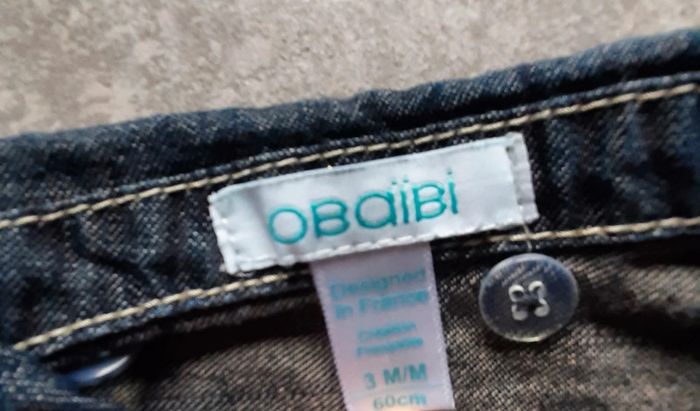 OBaïBi
Designed
in France
Création
Française
3 M/M
60cm